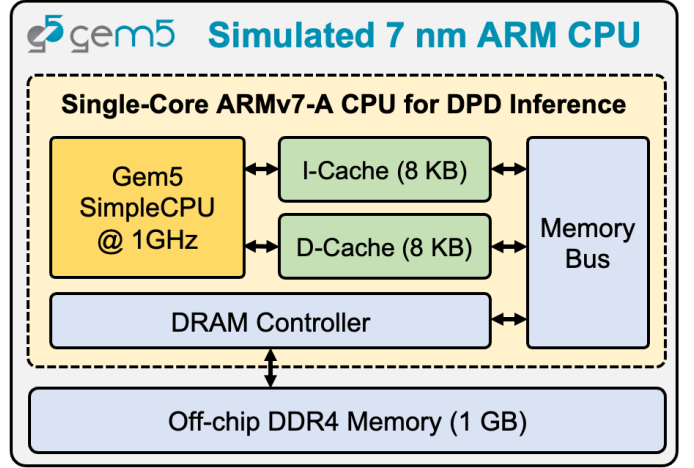 g5 gem5 Simulated 7 nm ARM CPU
Single-Core ARMv7-A CPU for DPD Inference
Gem5
SimpleCPU
@ 1GHz
I-Cache (8 KB)
D-Cache (8 KB)
Memory
Bus
DRAM Controller
Off-chip DDR4 Memory (1 GB)